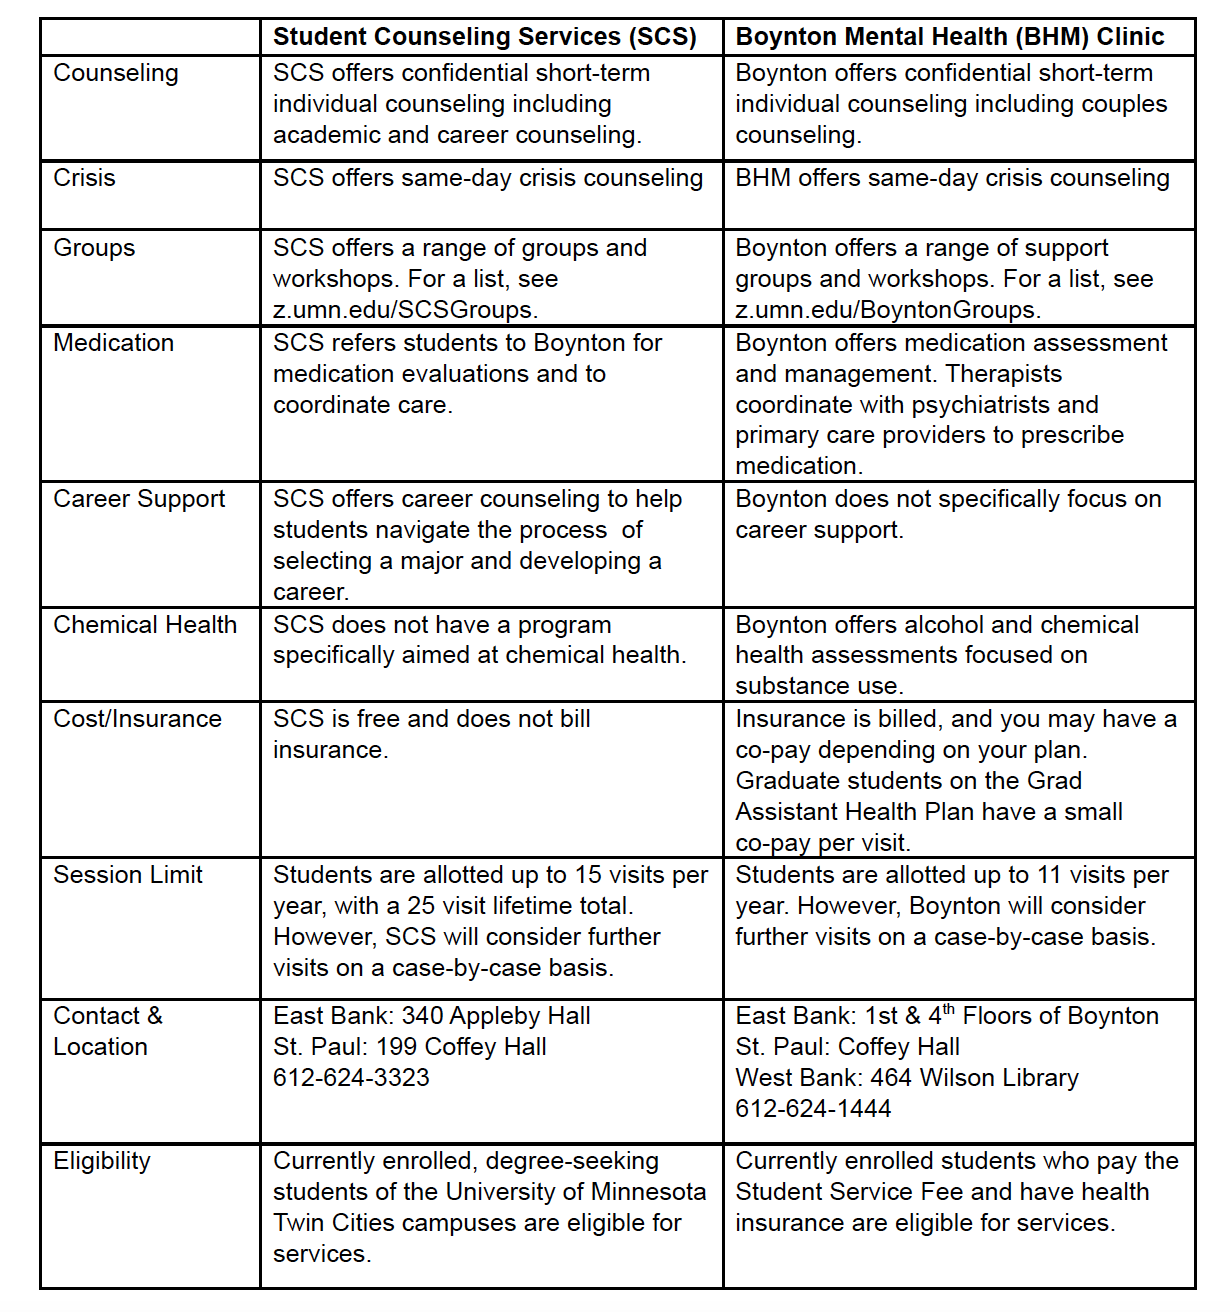 Student Counseling Services (SCS)
Boynton Mental Health (BHM) Clinic
Counseling
SCS offers confidential short-term
individual counseling including
academic and career counseling.
Boynton offers confidential short-term
individual counseling including couples
counseling.
Crisis
SCS offers same-day crisis counseling
BHM offers same-day crisis counseling
Groups
SCS offers a range of groups and
workshops. For a list, see
z.umn.edu/SCSGroups.
Boynton offers a range of support
groups and workshops. For a list, see
z.umn.edu/BoyntonGroups.
Medication
SCS refers students to Boynton for
medication evaluations and to
coordinate care.
Boynton offers medication assessment
and management. Therapists
coordinate with psychiatrists and
primary care providers to prescribe
medication.
Career Support
SCS offers career counseling to help
students navigate the process  of
selecting a major and developing a
career.
Boynton does not specifically focus on
career support.
Chemical Health
SCS does not have a program
specifically aimed at chemical health.
Boynton offers alcohol and chemical
health assessments focused on
substance use.
Cost/Insurance
SCS is free and does not bill
insurance.
Insurance is billed, and you may have a
co-pay depending on your plan.
Graduate students on the Grad
Assistant Health Plan have a small
co-pay per visit.
Session Limit
Students are allotted up to 15 visits per
year, with a 25 visit lifetime total.
However, SCS will consider further
visits on a case-by-case basis.
Students are allotted up to 11 visits per
year. However, Boynton will consider
further visits on a case-by-case basis.
Contact &
Location
East Bank: 340 Appleby Hall
St. Paul: 199 Coffey Hall
612-624-3323
East Bank: 1st & 4th Floors of Boynton
St. Paul: Coffey Hall
West Bank: 464 Wilson Library
612-624-1444
Eligibility
Currently enrolled, degree-seeking
students of the University of Minnesota
Twin Cities campuses are eligible for
services.
Currently enrolled students who pay the
Student Service Fee and have health
insurance are eligible for services.